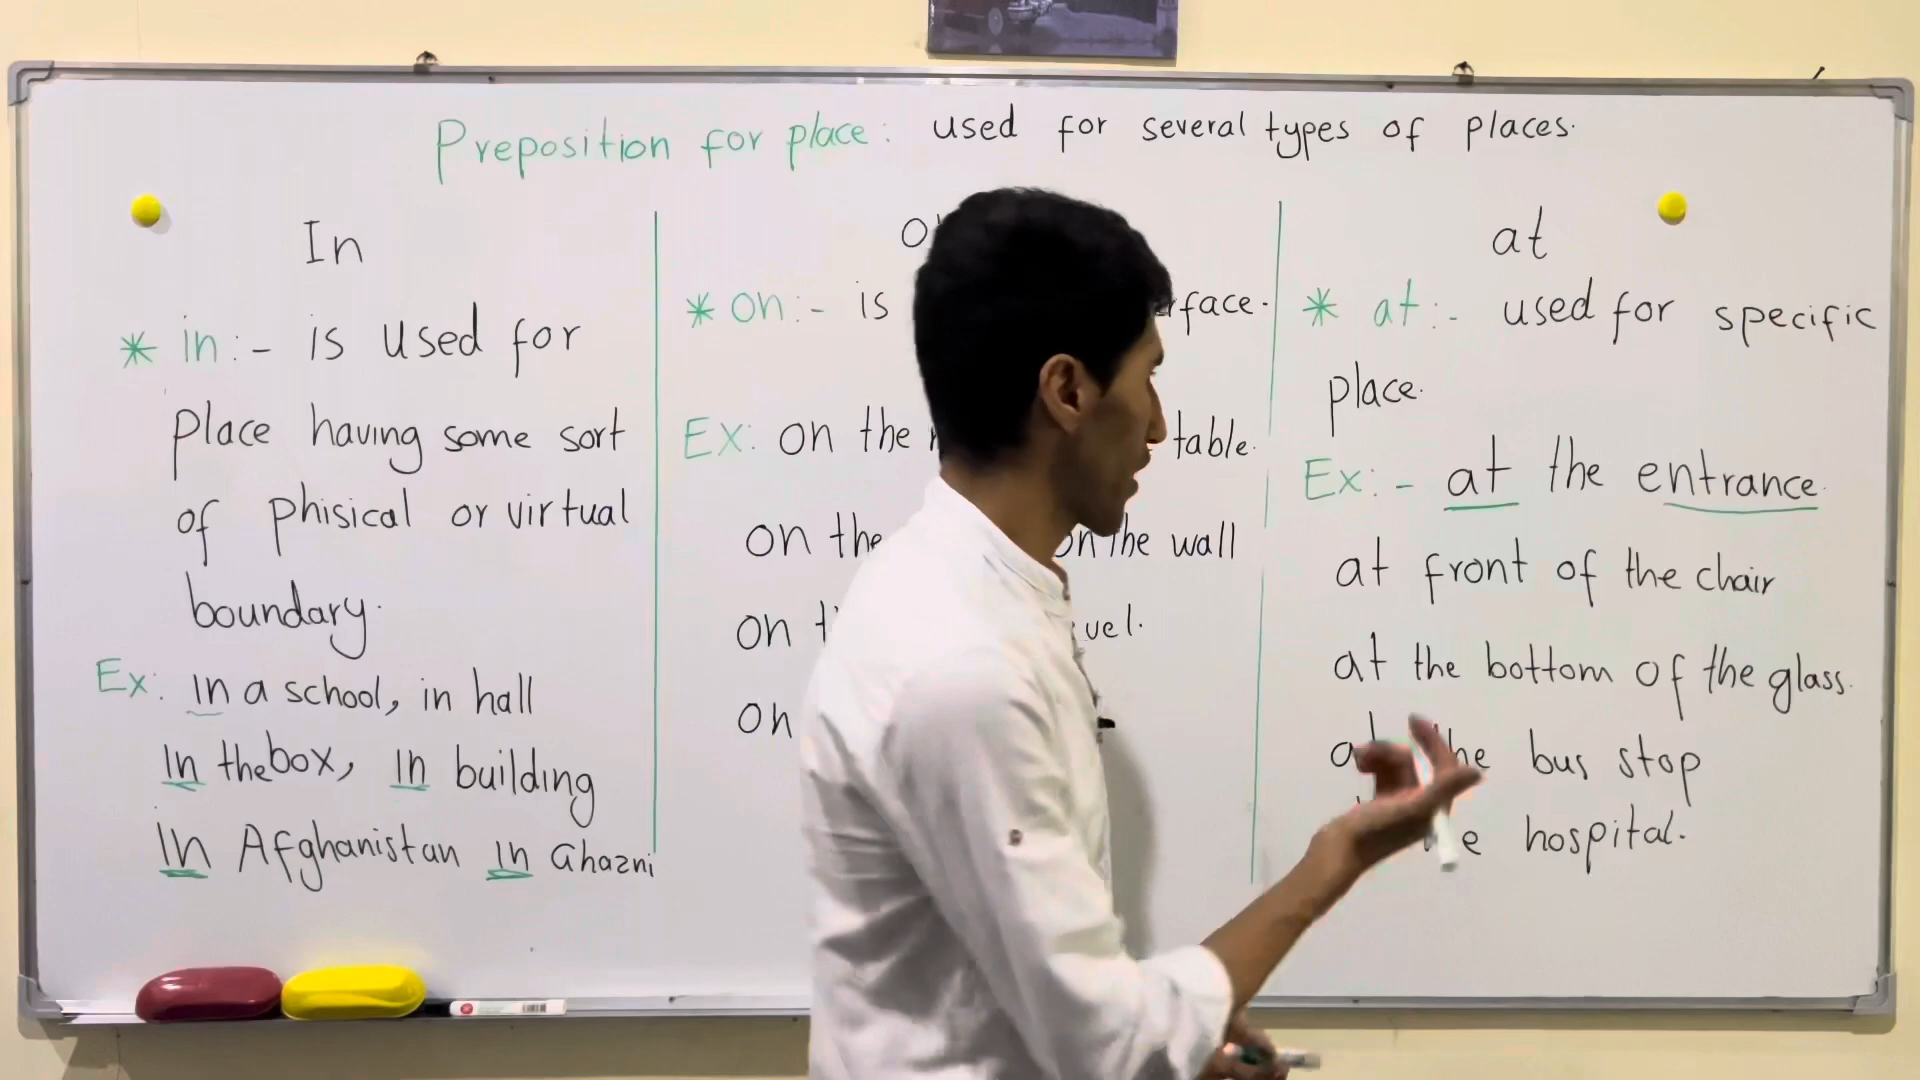 Preposition for place: used for several types of places.
In
* in:- is used for
place having some sort
of phisical or virtual
boundary.
Ex: in a school, in hall
In the box, in building
In Afghanistan in Ghazni
* on:- is
Ex: on the table.
on the on the wall
on
on
at
* at:- used for specific
place.
Ex:- at the entrance.
at front of the chair
at the bottom of the glass.
at the bus stop
hospital.